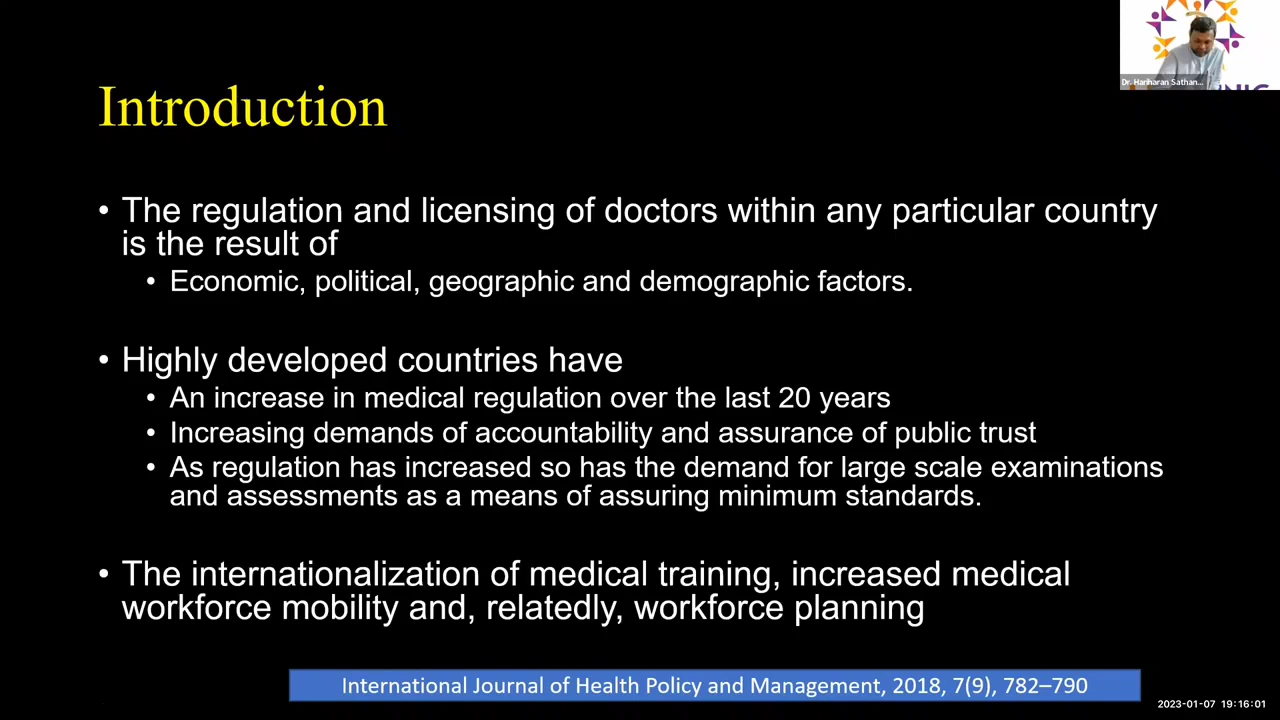 Introduction
• The regulation and licensing of doctors within any particular country
is the result of
• Economic, political, geographic and demographic factors.
• Highly developed countries have
• An increase in medical regulation over the last 20 years
• Increasing demands of accountability and assurance of public trust
• As regulation has increased so has the demand for large scale examinations
and assessments as a means of assuring minimum standards.
• The internationalization of medical training, increased medical
workforce mobility and, relatedly, workforce planning
International Journal of Health Policy and Management, 2018, 7(9), 782–790
Dr. Hariharan Sathan...
2023-01-07 19:16:01